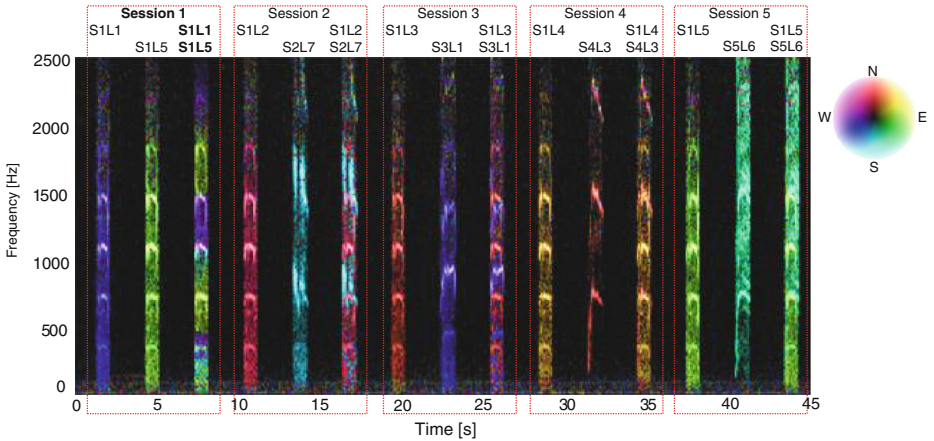 Session 1 Session 2 Session 3 Session 4 Session 5
S1L1 S1L1 S1L2 S1L2 S1L3 S1L3 S1L4 S1L4 S1L5 S1L5
S1L5 S1L5 S2L7 S2L7 S3L1 S3L1 S4L3 S4L3 S5L6 S5L6
2500
2000
1500
1000
500
0
Frequency [Hz]
0 5 10 15 20 25 30 35 40 45
Time [s]
N
W E
S